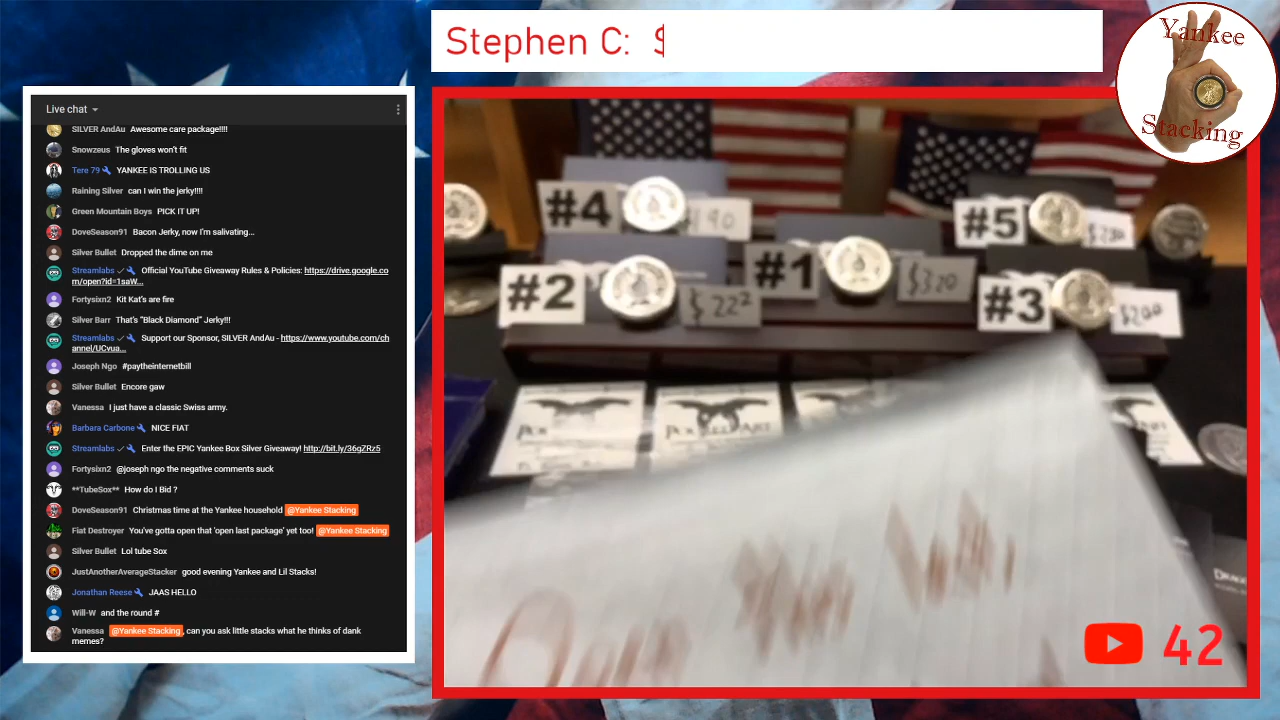 Stephen C: $
Yankee
Stacking
Live chat
SILVER AndAu Awesome care package!!!!
Snowzeus The gloves won't fit
Tere 79 YANKEE IS TROLLING US
Raining Silver can I win the jerky!!!!
Green Mountain Boys PICK IT UP!
DoveSeason91 Bacon Jerky, now I'm salivating...
Silver Bullet Dropped the dime on me
Streamlabs Official YouTube Giveaway Rules & Policies: https://drive.google.co
m/open?id=1saW...
Fortysixn2 Kit Kat's are fire
Silver Barr That's "Black Diamond" Jerky!!!
Streamlabs Support our Sponsor, SILVER AndAu - https://www.youtube.com/ch
annel/UCvua...
Joseph Ngo #paytheinternetbill
Silver Bullet Encore gaw
Vanessa I just have a classic Swiss army.
Barbara Carbone NICE FIAT
Streamlabs Enter the EPIC Yankee Box Silver Giveaway! http://bit.ly/36gZRz5
Fortysixn2 @joseph ngo the negative comments suck
**TubeSox How do I Bid ?
DoveSeason91 Christmas time at the Yankee household @Yankee Stacking
Fiat Destroyer You've gotta open that 'open last package' yet too! @Yankee Stacking
Silver Bullet Lol tube Sox
JustAnotherAverageStacker good evening Yankee and Lil Stacks!
Jonathan Reese JAAS HELLO
Will-W and the round #
Vanessa @Yankee Stacking, can you ask little stacks what he thinks of dank
memes?
#4 $190
#5
#2 $222
#1 $320
#3 $200
42